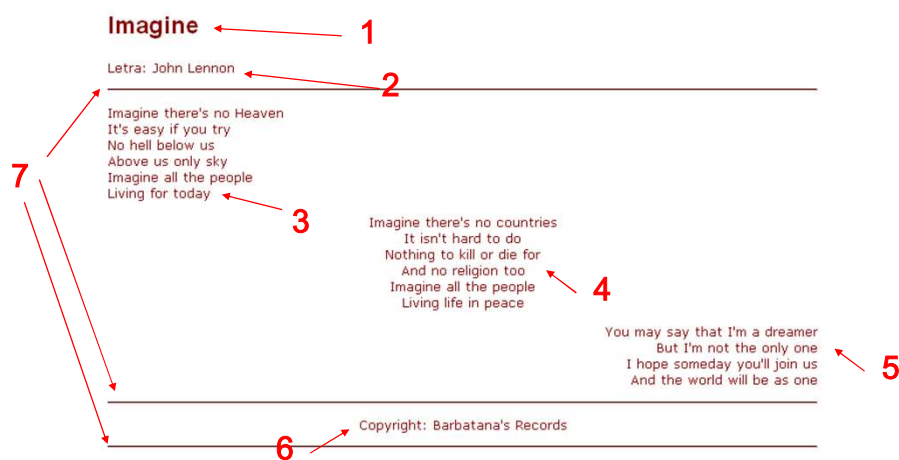 Imagine
1
Letra: John Lennon
2
Imagine there's no Heaven
It's easy if you try
No hell below us
Above us only sky
Imagine all the people
Living for today
7
3
Imagine there's no countries
It isn't hard to do
Nothing to kill or die for
And no religion too
Imagine all the people
Living life in peace
4
You may say that I'm a dreamer
But I'm not the only one
I hope someday you'll join us
And the world will be as one
5
Copyright: Barbatana's Records
6